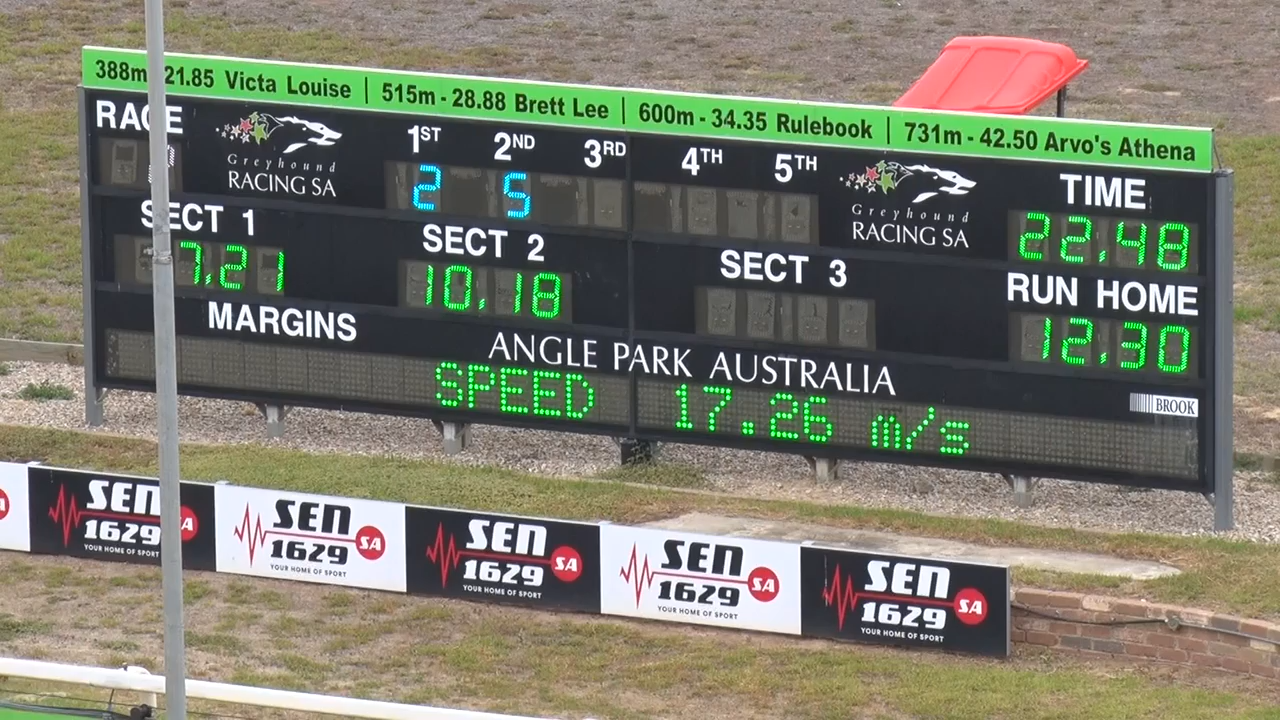 388m 21.85 Victa Louise | 515m - 28.88 Brett Lee | 600m - 34.35 Rulebook | 731m - 42.50 Arvo's Athena
RACE
Greyhound
RACING SA
1ST 2ND 3RD 4TH 5TH
2 5
Greyhound
RACING SA
TIME
22.48
SECT 1
7.21
SECT 2
10.18
SECT 3
RUN HOME
12.30
MARGINS
ANGLE PARK AUSTRALIA
SPEED 17.26 m/s
BROOK
SEN
1629 SA
YOUR HOME OF SPORT
SEN
1629 SA
YOUR HOME OF SPORT
SEN
1629 SA
YOUR HOME OF SPORT
SEN
1629 SA
YOUR HOME OF SPORT
SEN
1629 SA
YOUR HOME OF SPORT